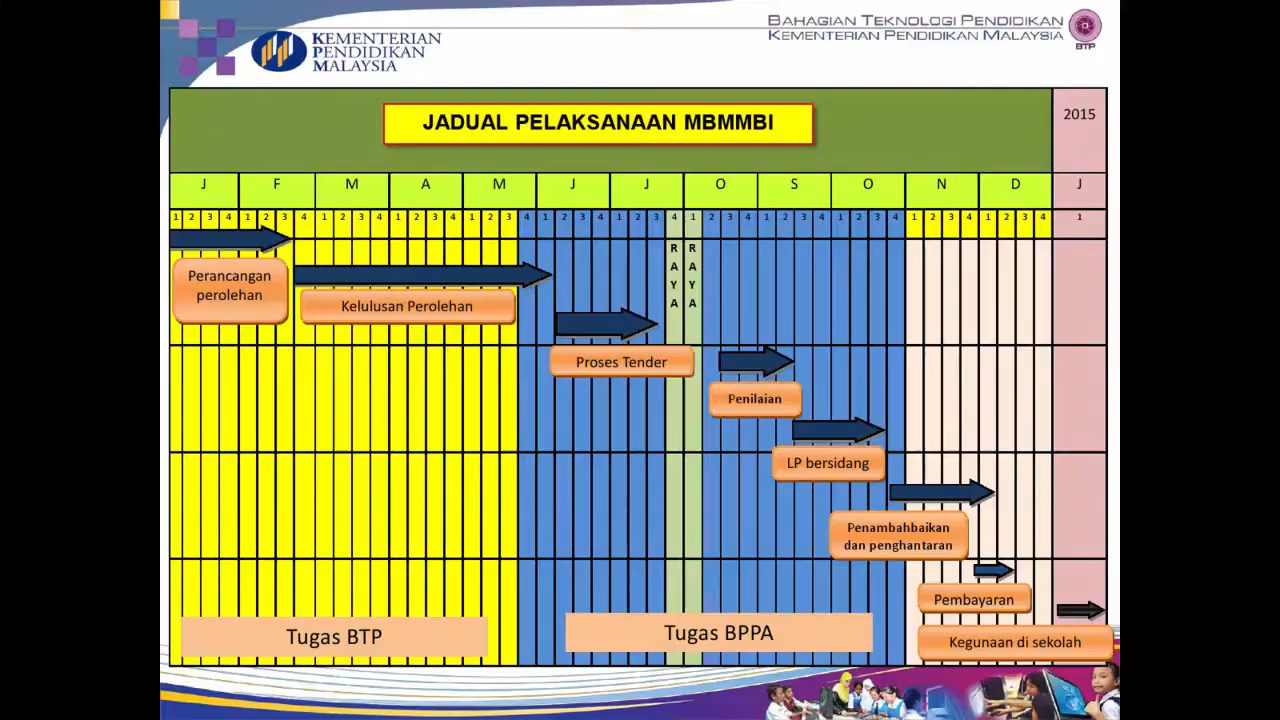 KEMENTERIAN
PENDIDIKAN
MALAYSIA
BAHAGIAN TEKNOLOGI PENDIDIKAN
KEMENTERIAN PENDIDIKAN MALAYSIA
BTP
JADUAL PELAKSANAAN MBMMBI
2015
J F M A M J J O S O N D J
1 2 3 4 1 2 3 4 1 2 3 4 1 2 3 4 1 2 3 4 1 2 3 4 1 2 3 4 1 2 3 4 1 2 3 4 1 2 3 4 1 2 3 4 1 2 3 4 1
RAYA
RAYA
Perancangan
perolehan
Kelulusan Perolehan
Proses Tender
Penilaian
LP bersidang
Penambahbaikan
dan penghantaran
Pembayaran
Kegunaan di sekolah
Tugas BTP
Tugas BPPA